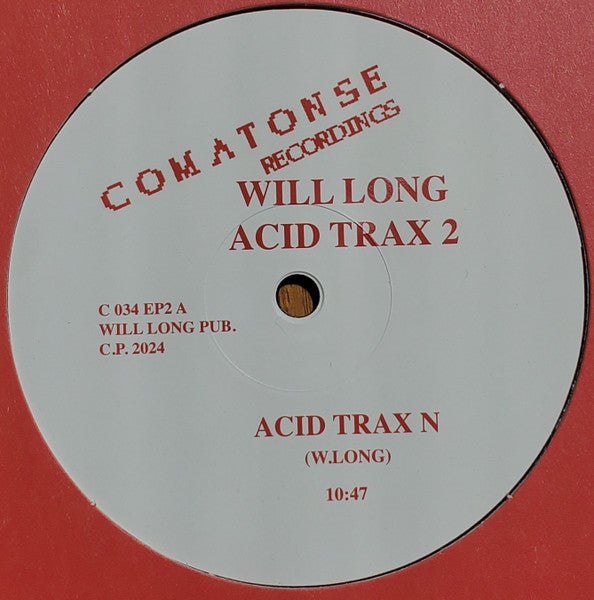 COMATONSE
RECORDINGS
WILL LONG
ACID TRAX 2
C 034 EP2 A
WILL LONG PUB.
C.P. 2024
ACID TRAX N
(W.LONG)
10:47